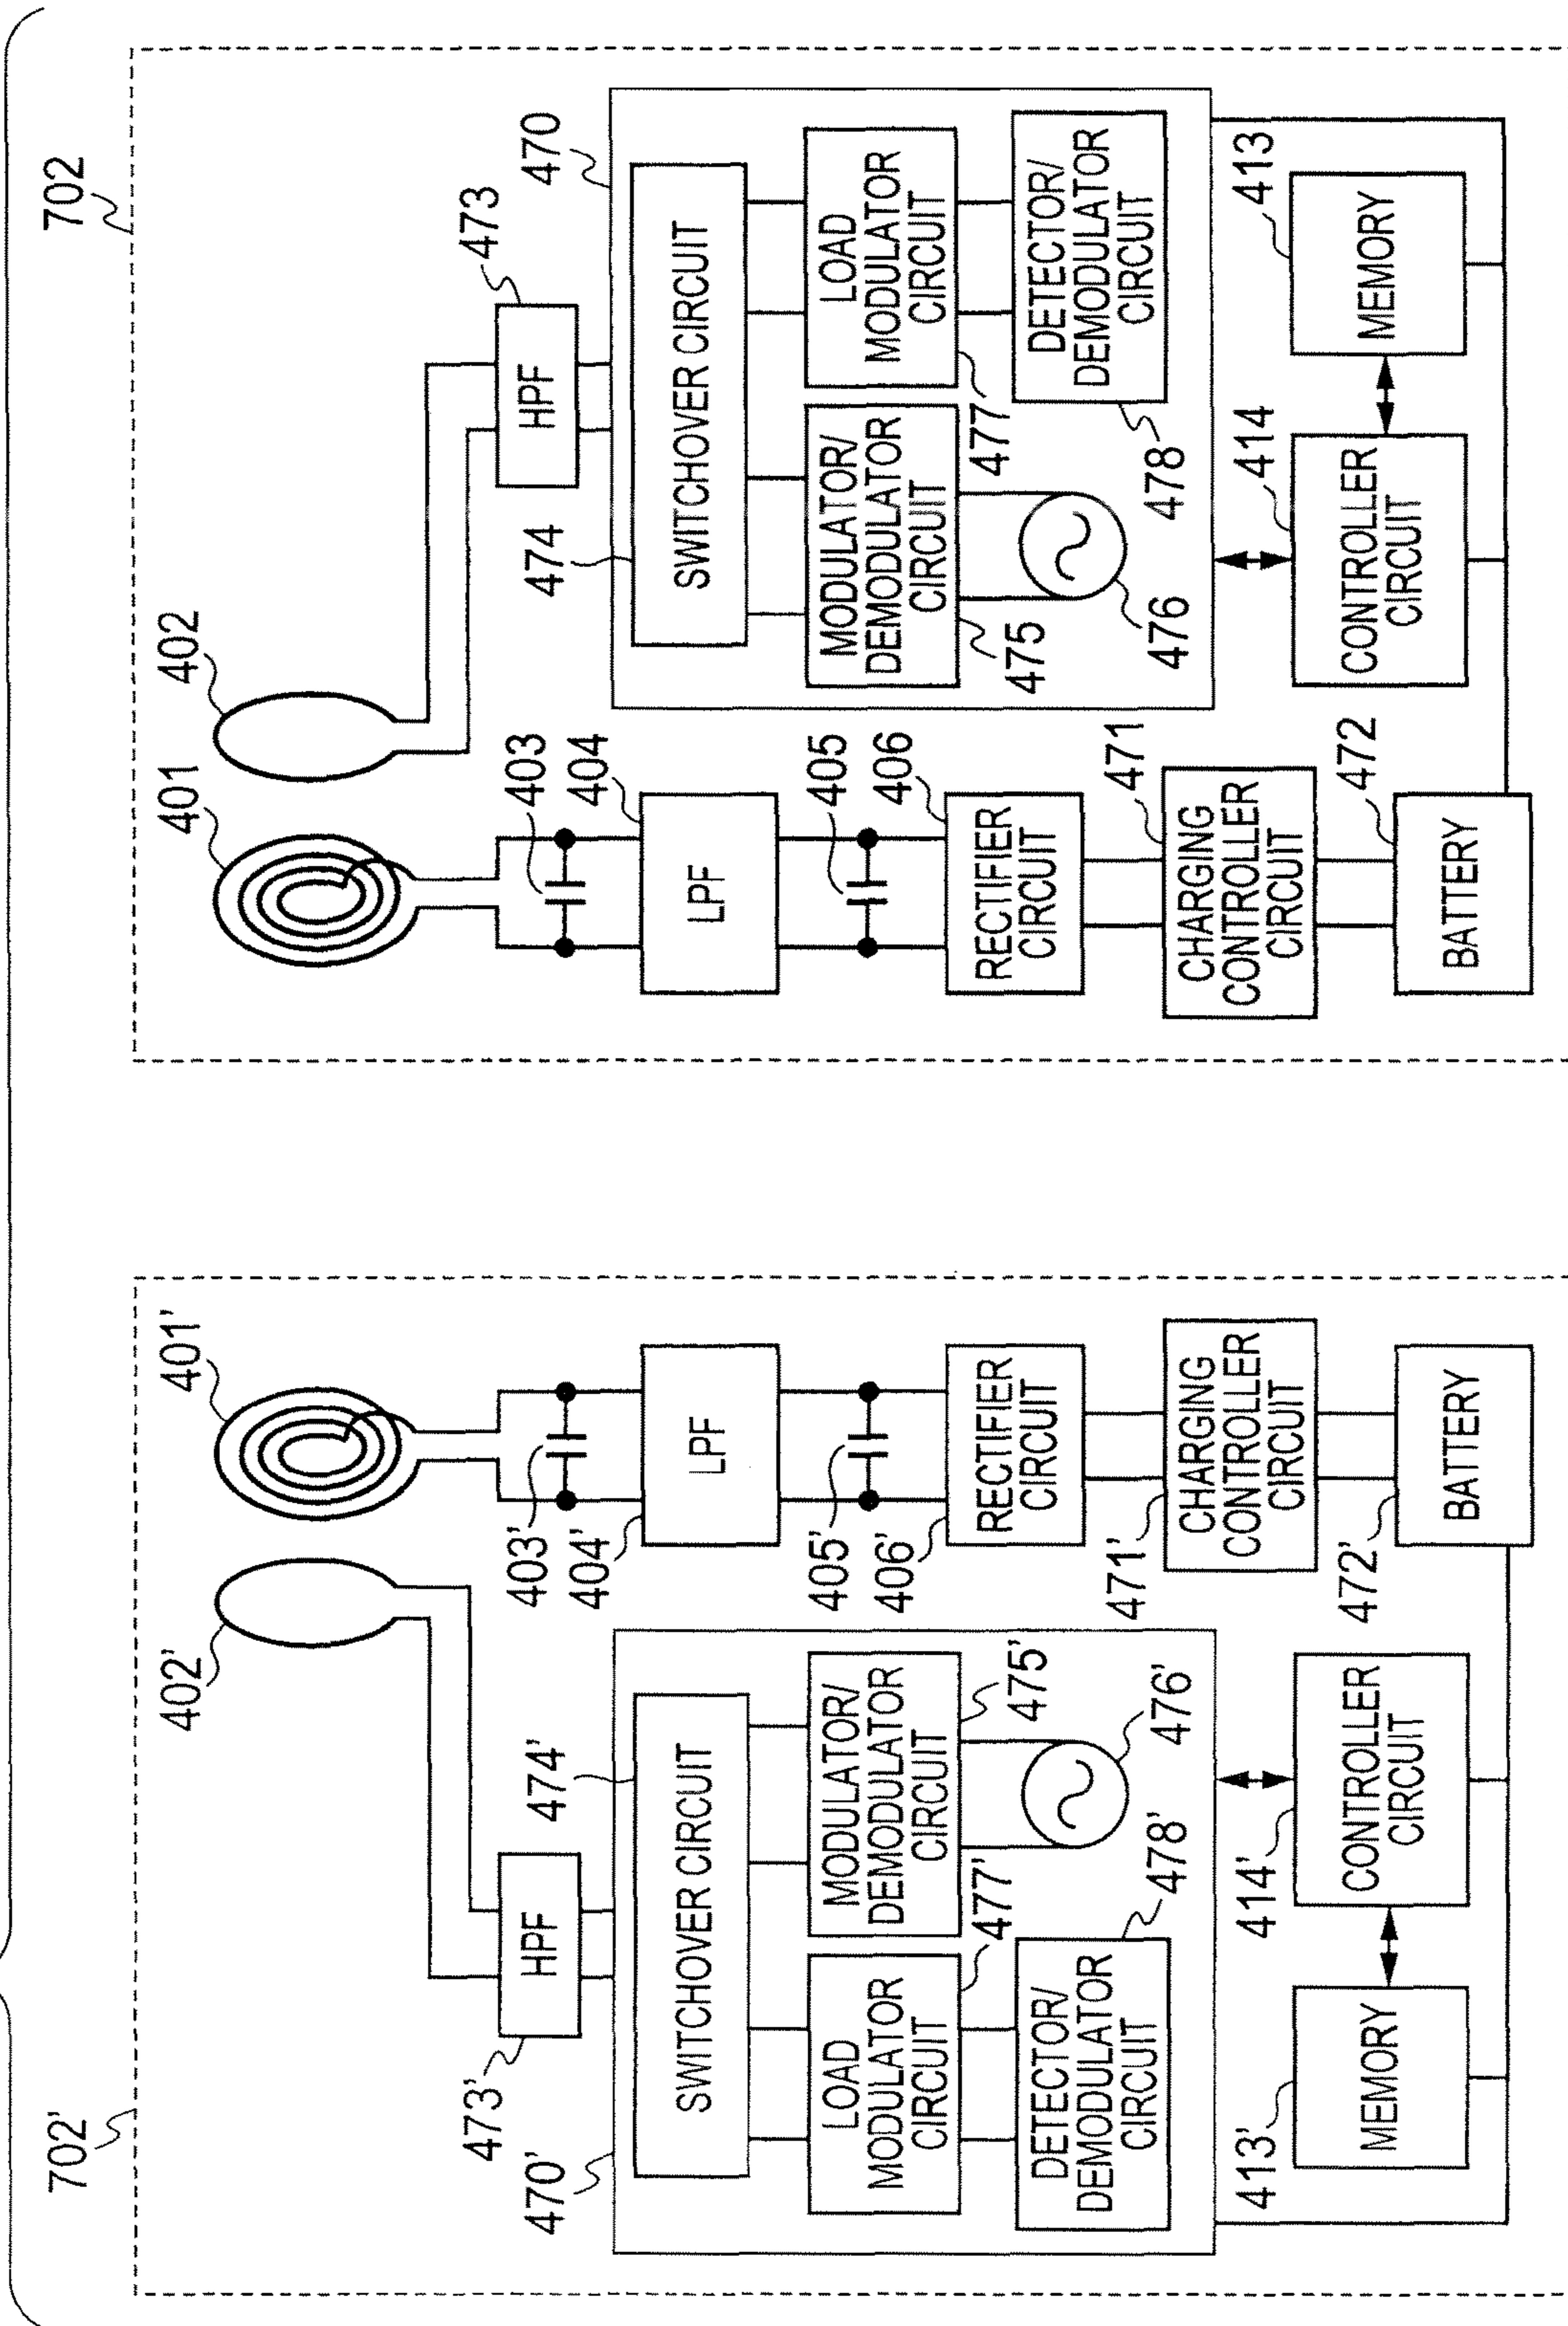 702'
402'
401'
473'
HPF
403'
404'
LPF
470'
474'
SWITCHOVER CIRCUIT
LOAD
MODULATOR
CIRCUIT
MODULATOR/
DEMODULATOR
CIRCUIT
475'
477'
476'
478'
DETECTOR/
DEMODULATOR
CIRCUIT
405'
406'
RECTIFIER
CIRCUIT
471'
CHARGING
CONTROLLER
CIRCUIT
413'
MEMORY
414'
CONTROLLER
CIRCUIT
472'
BATTERY
702
401
402
403
404
LPF
473
HPF
474
470
SWITCHOVER CIRCUIT
405
406
RECTIFIER
CIRCUIT
MODULATOR/
DEMODULATOR
CIRCUIT
LOAD
MODULATOR
CIRCUIT
475
477
476
478
DETECTOR/
DEMODULATOR
CIRCUIT
471
CHARGING
CONTROLLER
CIRCUIT
472
BATTERY
414
CONTROLLER
CIRCUIT
413
MEMORY